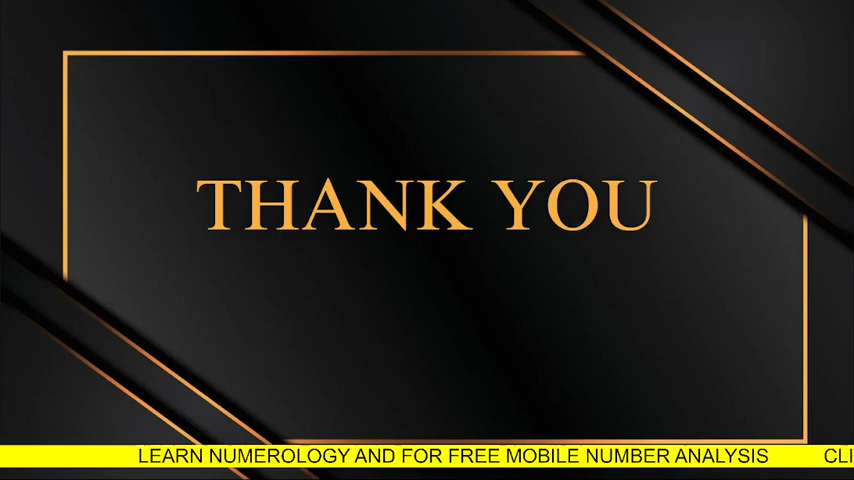 THANK YOU
LEARN NUMEROLOGY AND FOR FREE MOBILE NUMBER ANALYSIS